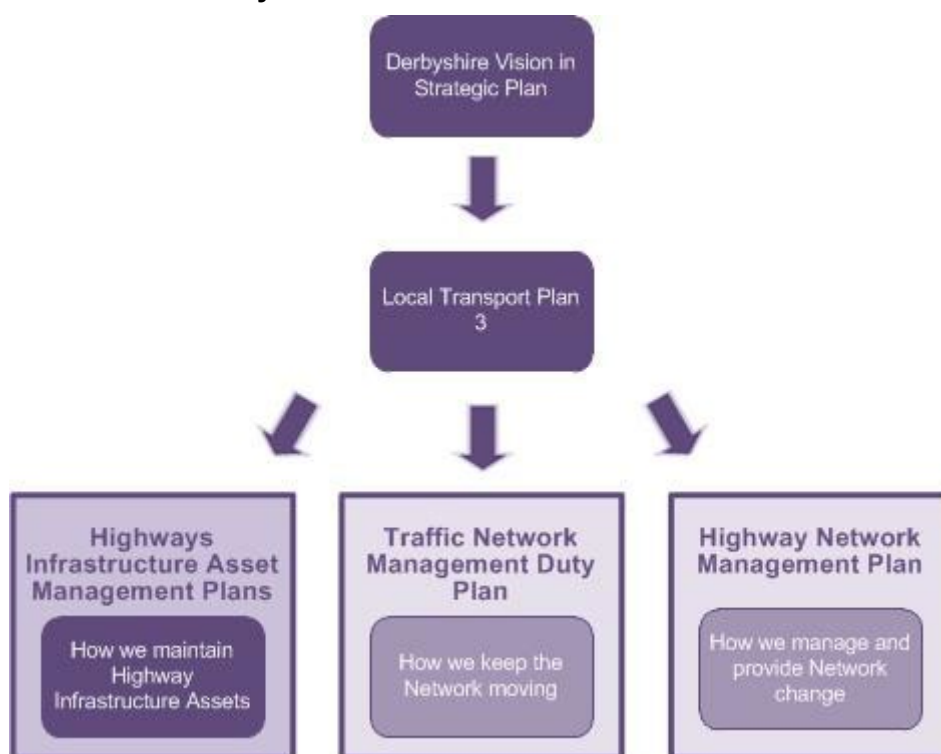 Derbyshire Vision in
Strategic Plan
Local Transport Plan
3
Highways
Infrastructure Asset
Management Plans
How we maintain
Highway
Infrastructure Assets
Traffic Network
Management Duty
Plan
How we keep the
Network moving
Highway Network
Management Plan
How we manage and
provide Network
change